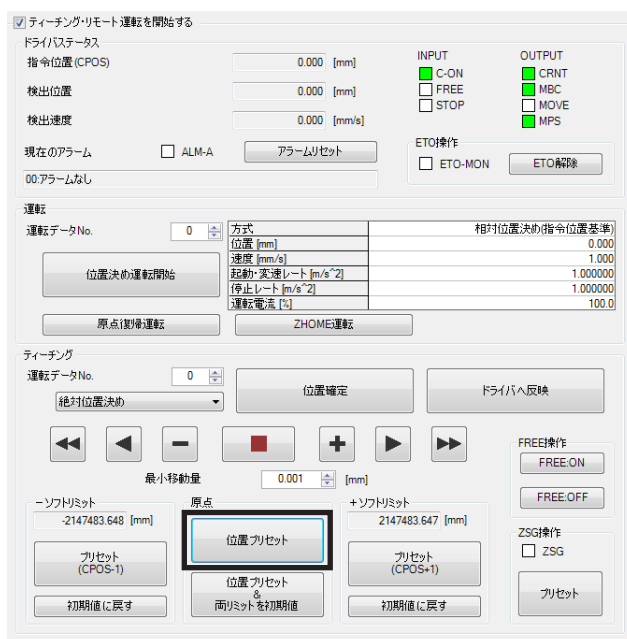 ティーチング・リモート運転を開始する
ドライバステータス
指令位置(CPOS) 0.000 [mm]
検出位置 0.000 [mm]
検出速度 0.000 [mm/s]
現在のアラーム ALM-A アラームリセット
00:アラームなし
INPUT OUTPUT
C-ON CRNT
FREE MBC
STOP MOVE
MPS
ETO操作
ETO-MON ETO解除
運転
運転データNo. 0
位置決め運転開始
原点復帰運転
方式 相対位置決め(指令位置基準)
位置 [mm] 0.000
速度 [mm/s] 1.000
起動・変速レート [m/s^2] 1.000000
停止レート [m/s^2] 1.000000
運転電流 [%] 100.0
ZHOME運転
ティーチング
運転データNo. 0
絶対位置決め
位置確定
ドライバへ反映
最小移動量 0.001 [mm]
FREE操作
FREE:ON
FREE:OFF
－ソフトリミット
-2147483.648 [mm]
プリセット
(CPOS-1)
初期値に戻す
原点
位置プリセット
位置プリセット
&
両リミットを初期値
＋ソフトリミット
2147483.647 [mm]
プリセット
(CPOS+1)
初期値に戻す
ZSG操作
ZSG
プリセット